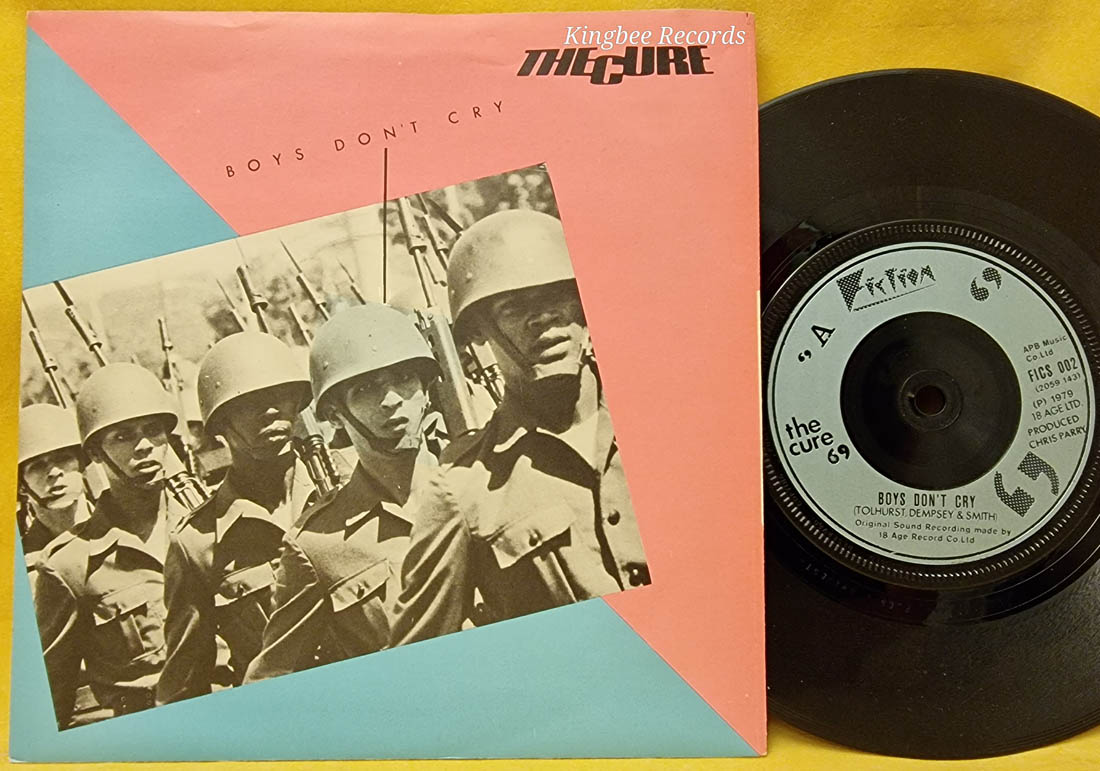 Kingbee Records
THE CURE
BOYS DON'T CRY
FICTION
"A
APB Music
Co.Ltd
FICS 002
(2059 143)
(P) 1979
18 AGE LTD.
PRODUCED
CHRIS PARRY
the
cure 69
BOYS DON'T CRY
(TOLHURST, DEMPSEY & SMITH)
Original Sound Recording made by
18 Age Record Co.Ltd